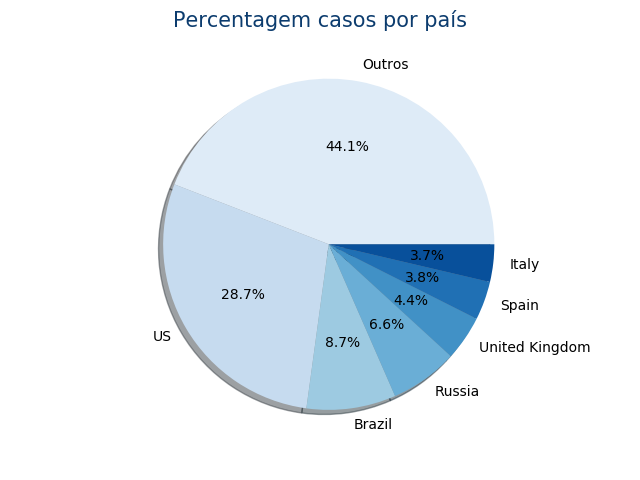 Percentagem casos por país
Outros
44.1%
3.7%
Italy
3.8%
28.7%
4.4%
Spain
6.6%
US
8.7%
United Kingdom
Russia
Brazil